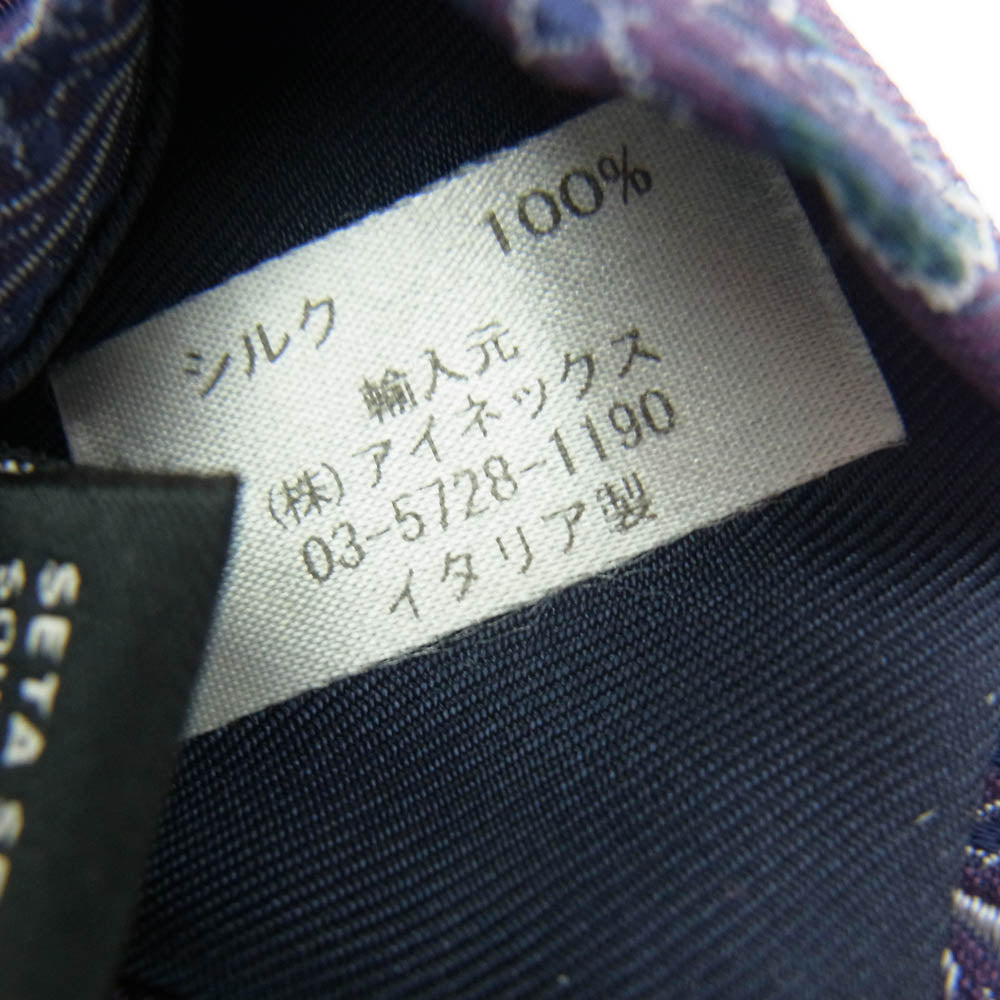 シルク 100%
輸入元
(株)アイネックス
03-5728-1190
イタリア製
SETA